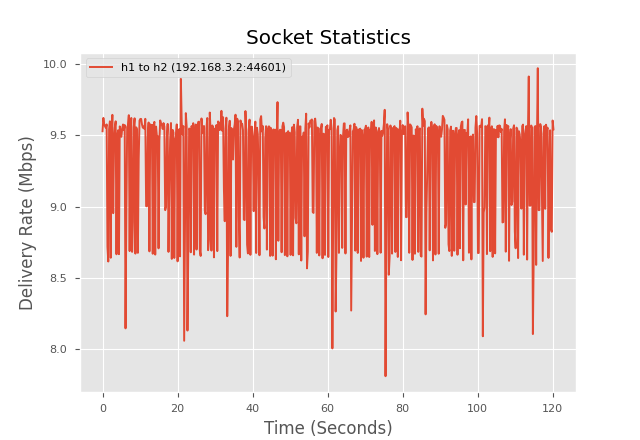 Socket Statistics
h1 to h2 (192.168.3.2:44601)
Delivery Rate (Mbps)
10.0
9.5
9.0
8.5
8.0
0 20 40 60 80 100 120
Time (Seconds)